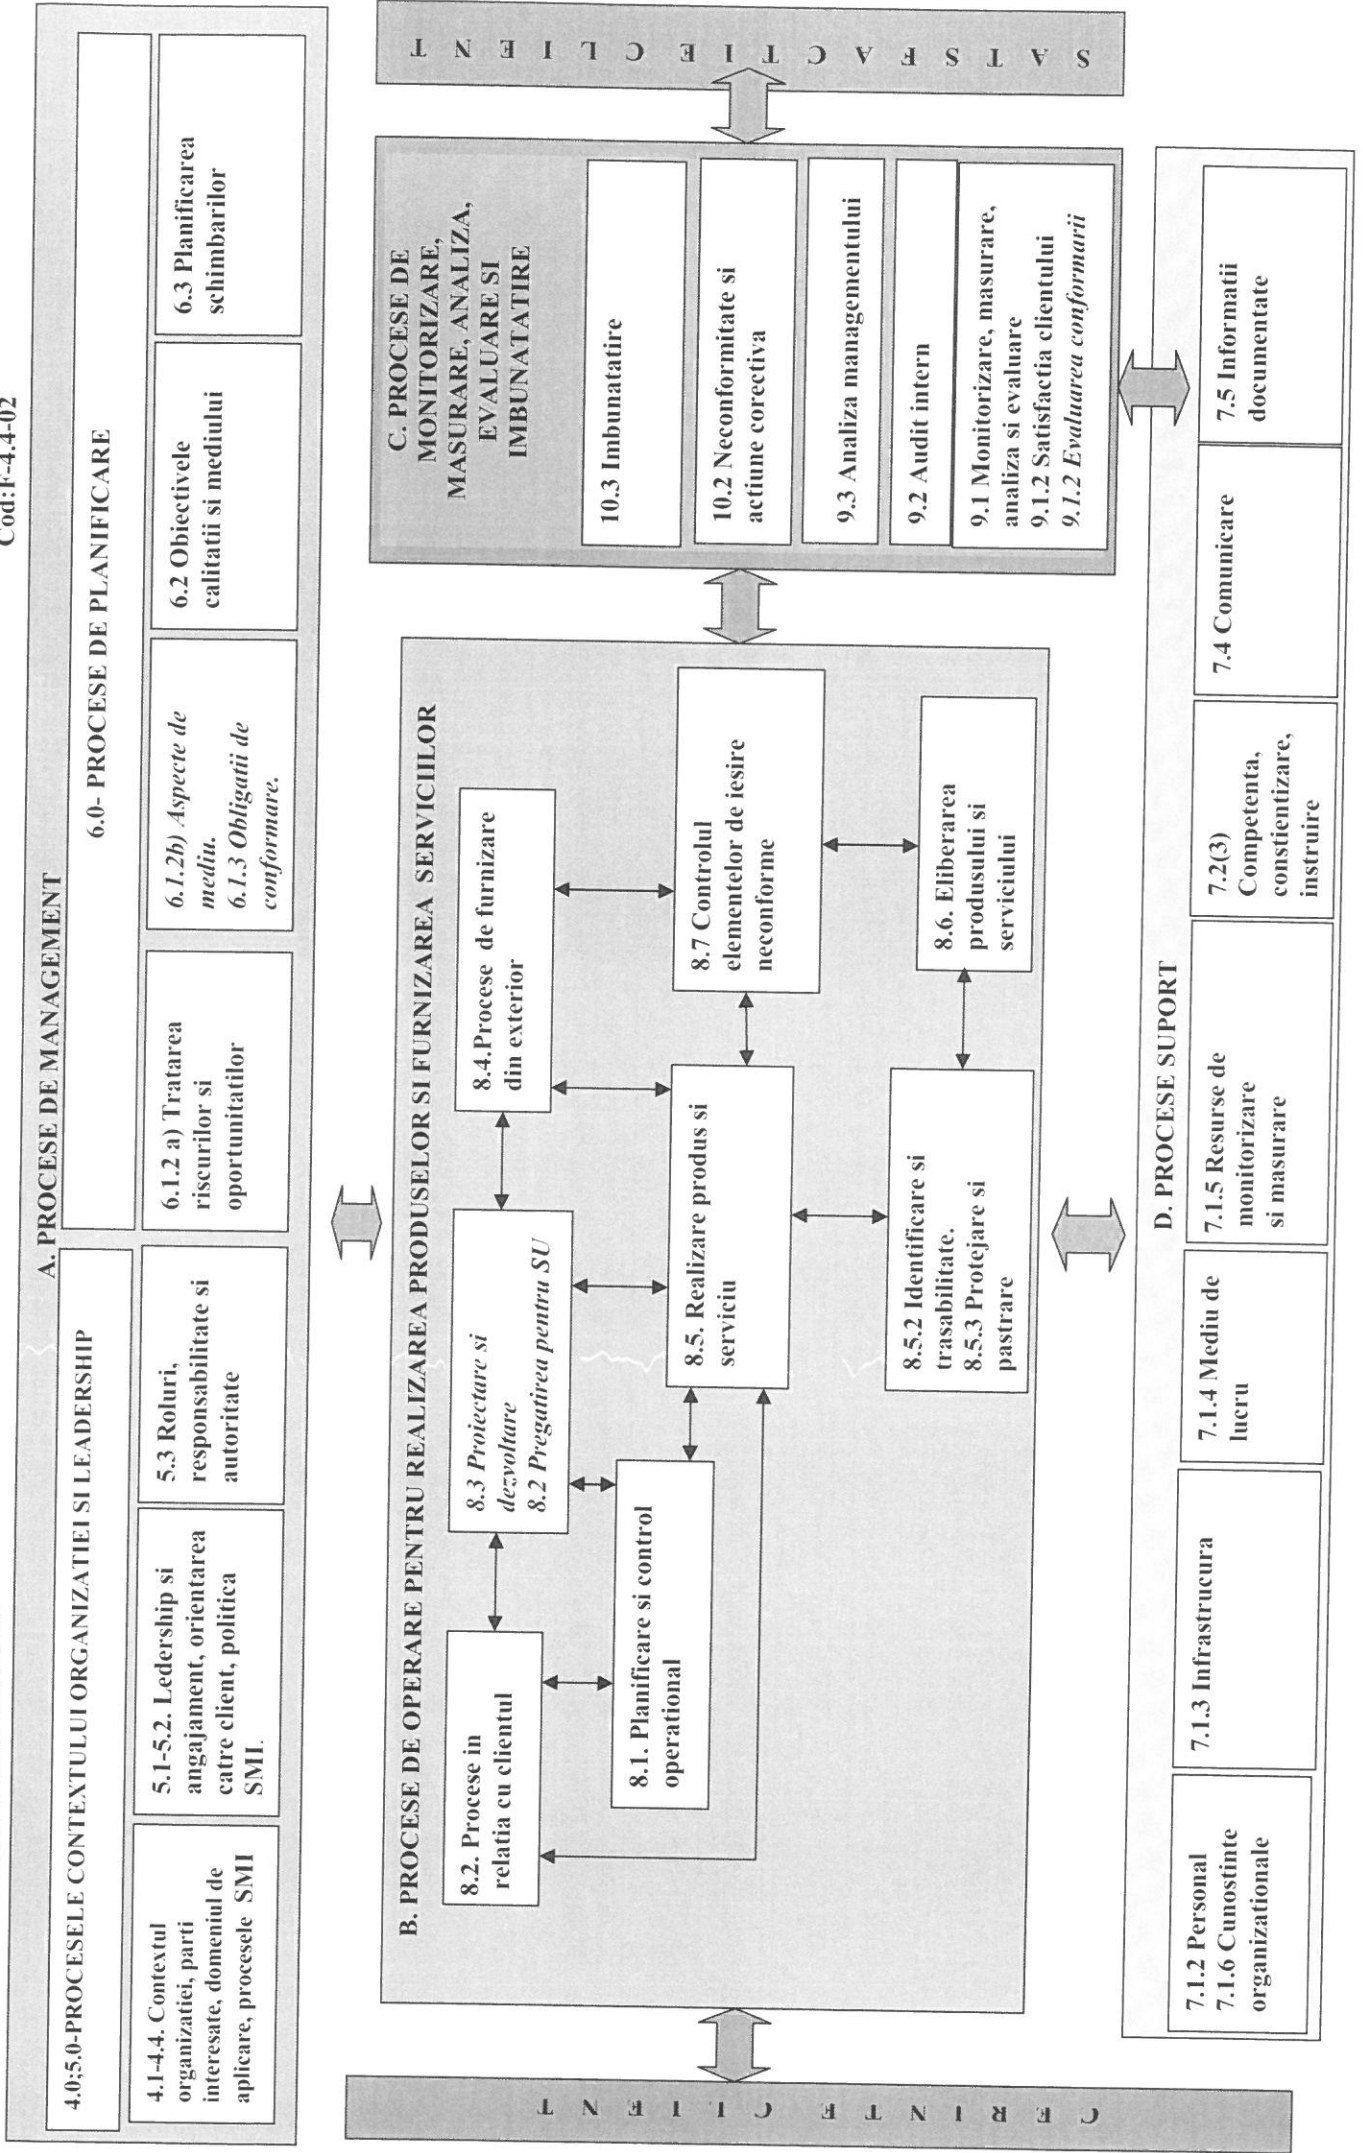 Cod:F-4.4-02
A. PROCESE DE MANAGEMENT
4.0;5.0-PROCESELE CONTEXTULUI ORGANIZATIEI SI LEADERSHIP
6.0- PROCESE DE PLANIFICARE
4.1-4.4. Contextul
organizatiei, parti
interesate, domeniul de
aplicare, procesele SMI
5.1-5.2. Ledership si
angajament, orientarea
catre client, politica
SMI.
5.3 Roluri,
responsabilitate si
autoritate
6.1.2 a) Tratarea
riscurilor si
oportunitatilor
6.1.2b) Aspecte de
mediu.
6.1.3 Obligatii de
conformare.
6.2 Obiectivele
calitatii si mediului
6.3 Planificarea
schimbarilor
CERINTE CLIENT
B. PROCESE DE OPERARE PENTRU REALIZAREA PRODUSELOR SI FURNIZAREA SERVICIILOR
8.2. Procese in
relatia cu clientul
8.3 Proiectare si
dezvoltare
8.2 Pregatirea pentru SU
8.4.Procese de furnizare
din exterior
8.1. Planificare si control
operational
8.5. Realizare produs si
serviciu
8.7 Controlul
elementelor de iesire
neconforme
8.5.2 Identificare si
trasabilitate.
8.5.3 Protejare si
pastrare
8.6. Eliberarea
produsului si
serviciului
C. PROCESE DE
MONITORIZARE,
MASURARE, ANALIZA,
EVALUARE SI
IMBUNATATIRE
10.3 Imbunatatire
10.2 Neconformitate si
actiune corectiva
9.3 Analiza managementului
9.2 Audit intern
9.1 Monitorizare, masurare,
analiza si evaluare
9.1.2 Satisfactia clientului
9.1.2 Evaluarea conformarii
SATSFACTIE CLIENT
D. PROCESE SUPORT
7.1.2 Personal
7.1.6 Cunostinte
organizationale
7.1.3 Infrastrucura
7.1.4 Mediu de
lucru
7.1.5 Resurse de
monitorizare
si masurare
7.2(3)
Competenta,
constientizare,
instruire
7.4 Comunicare
7.5 Informatii
documentate